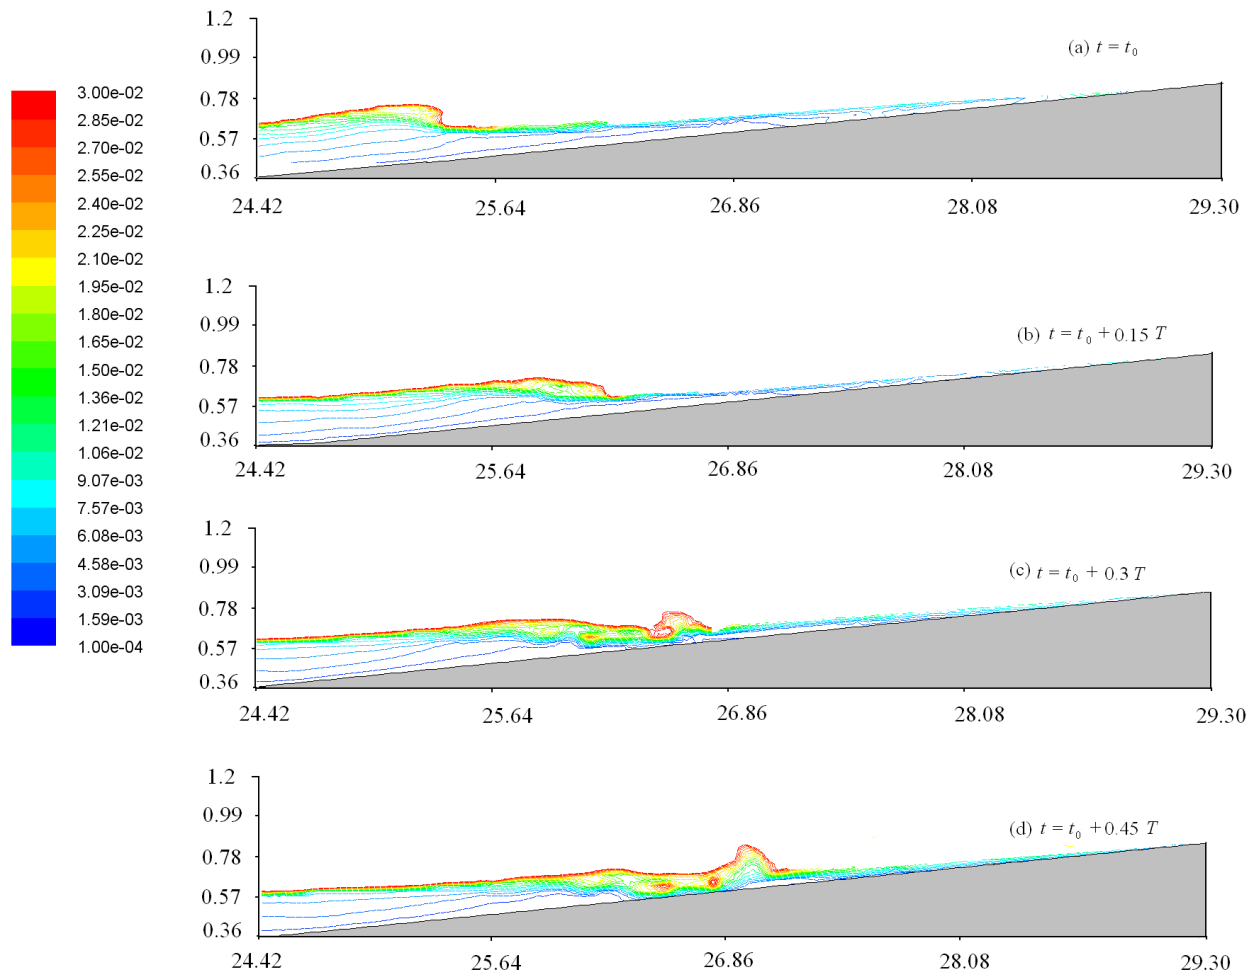 3.00e-02
2.85e-02
2.70e-02
2.55e-02
2.40e-02
2.25e-02
2.10e-02
1.95e-02
1.80e-02
1.65e-02
1.50e-02
1.36e-02
1.21e-02
1.06e-02
9.07e-03
7.57e-03
6.08e-03
4.58e-03
3.09e-03
1.59e-03
1.00e-04
1.2
0.99
0.78
0.57
0.36
(a) t = t₀
24.42 25.64 26.86 28.08 29.30
1.2
0.99
0.78
0.57
0.36
(b) t = t₀ + 0.15 T
24.42 25.64 26.86 28.08 29.30
1.2
0.99
0.78
0.57
0.36
(c) t = t₀ + 0.3 T
24.42 25.64 26.86 28.08 29.30
1.2
0.99
0.78
0.57
0.36
(d) t = t₀ + 0.45 T
24.42 25.64 26.86 28.08 29.30